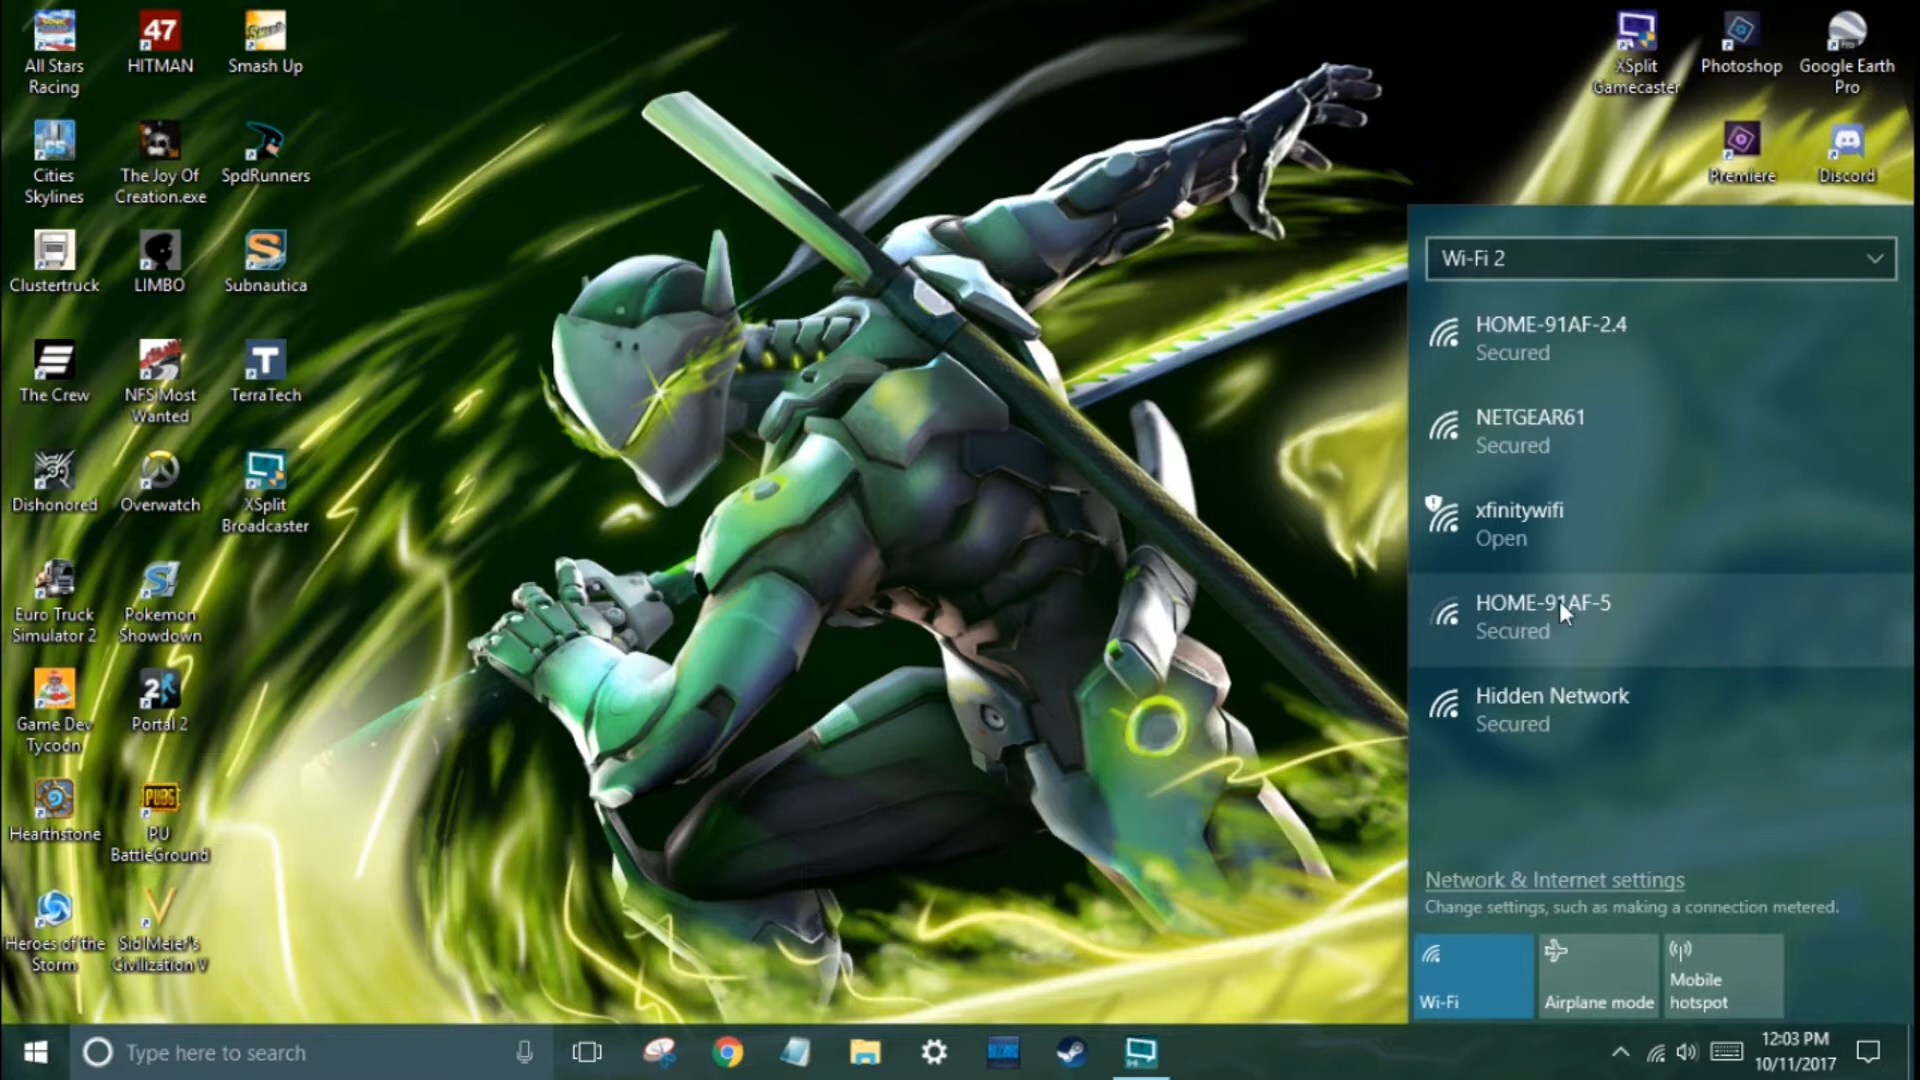 All Stars
Racing
47
HITMAN
Smash Up
XSplit
Gamecaster
Photoshop
Pro
Google Earth
Pro
Cities
Skylines
The Joy Of
Creation.exe
SpdRunners
Premiere
Discord
Clustertruck
LIMBO
S
Subnautica
The Crew
NFS Most
Wanted
T
TerraTech
Dishonored
Overwatch
XSplit
Broadcaster
Euro Truck
Simulator 2
Pokemon
Showdown
Game Dev
Tycoon
2
Portal 2
Hearthstone
PUBG
PU
BattleGround
Heroes of the
Storm
Sid Meier's
Civilization V
Wi-Fi 2
HOME-91AF-2.4
Secured
NETGEAR61
Secured
xfinitywifi
Open
HOME-91AF-5
Secured
Hidden Network
Secured
Network & Internet settings
Change settings, such as making a connection metered.
Wi-Fi
Airplane mode
Mobile
hotspot
Type here to search
12:03 PM
10/11/2017